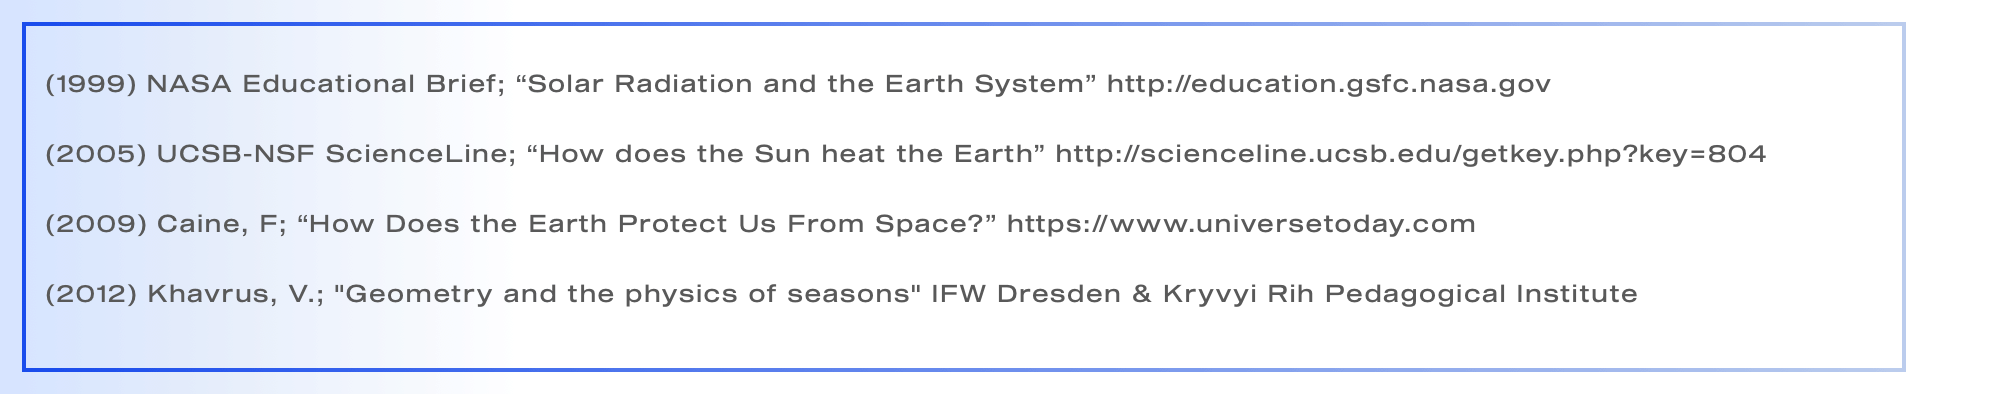 (1999) NASA Educational Brief; “Solar Radiation and the Earth System” http://education.gsfc.nasa.gov
(2005) UCSB-NSF ScienceLine; “How does the Sun heat the Earth” http://scienceline.ucsb.edu/getkey.php?key=804
(2009) Caine, F; “How Does the Earth Protect Us From Space?” https://www.universetoday.com
(2012) Khavrus, V.; "Geometry and the physics of seasons" IFW Dresden & Kryvyi Rih Pedagogical Institute